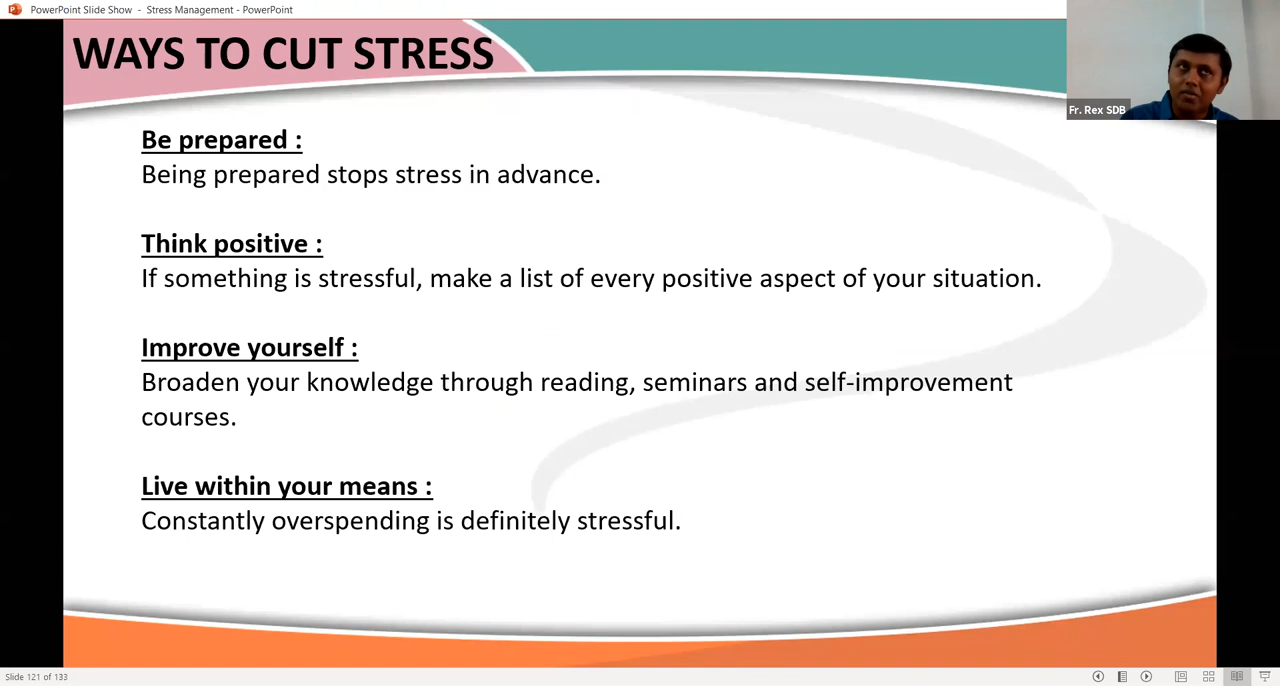 PowerPoint Slide Show - Stress Management - PowerPoint
WAYS TO CUT STRESS
Fr. Rex SDB
Be prepared :
Being prepared stops stress in advance.
Think positive :
If something is stressful, make a list of every positive aspect of your situation.
Improve yourself :
Broaden your knowledge through reading, seminars and self-improvement
courses.
Live within your means :
Constantly overspending is definitely stressful.
Slide 121 of 133